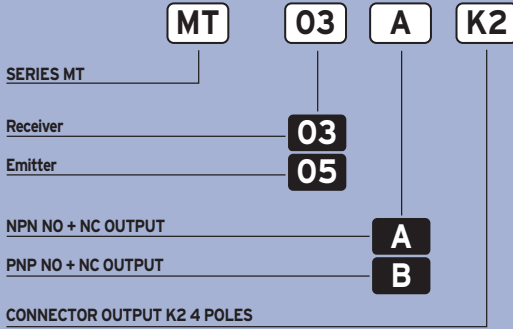 MT 03 A K2
SERIES MT
Receiver 03
Emitter 05
NPN NO + NC OUTPUT A
PNP NO + NC OUTPUT B
CONNECTOR OUTPUT K2 4 POLES